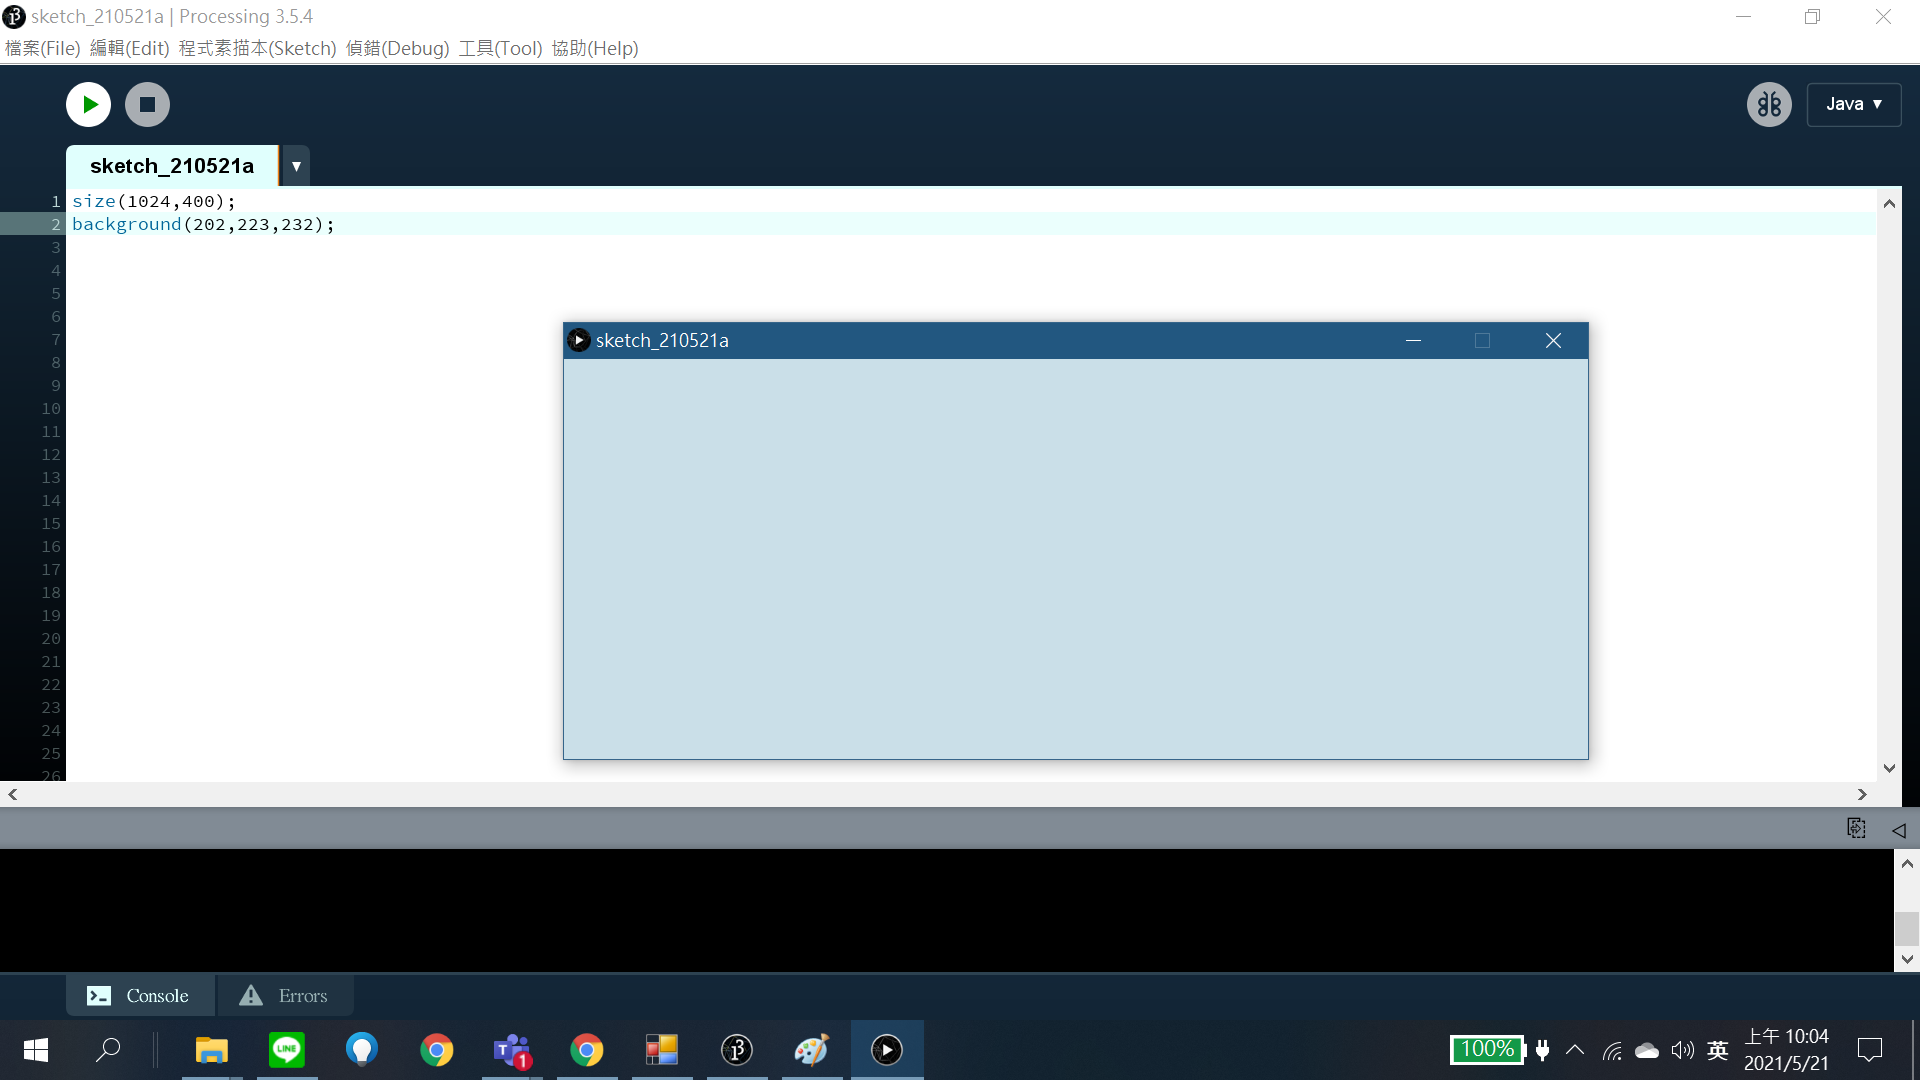 sketch_210521a | Processing 3.5.4
檔案(File) 編輯(Edit) 程式素描本(Sketch) 偵錯(Debug) 工具(Tool) 協助(Help)
Java ▼
sketch_210521a ▼
1 size(1024,400);
2 background(202,223,232);
3
4
5
6
7
8
9
10
11
12
13
14
15
16
17
18
19
20
21
22
23
24
25
26
sketch_210521a
Console
Errors
LINE
T 1
100%
英
上午 10:04
2021/5/21